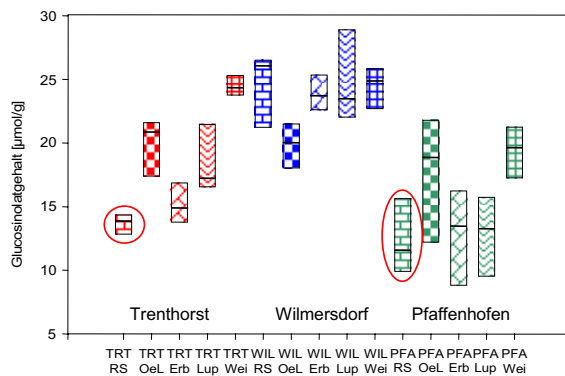 30
25
20
15
10
5
Glucosinolatgehalt [µmol/g]
Trenthorst Wilmersdorf Pfaffenhofen
TRT TRT TRT TRT TRT WIL WIL WIL WIL WIL PFA PFA PFA PFA PFA
RS OeL Erb Lup Wei RS OeL Erb Lup Wei RS OeL Erb Lup Wei